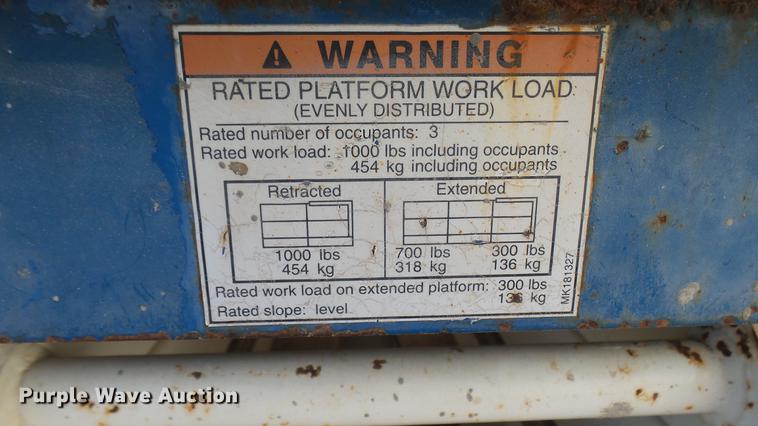 WARNING
RATED PLATFORM WORK LOAD
(EVENLY DISTRIBUTED)
Rated number of occupants: 3
Rated work load: 1000 lbs including occupants
454 kg including occupants
Retracted Extended
1000 lbs 700 lbs 300 lbs
454 kg 318 kg 136 kg
Rated work load on extended platform: 300 lbs
136 kg
Rated slope: level
MK181327
Purple Wave Auction